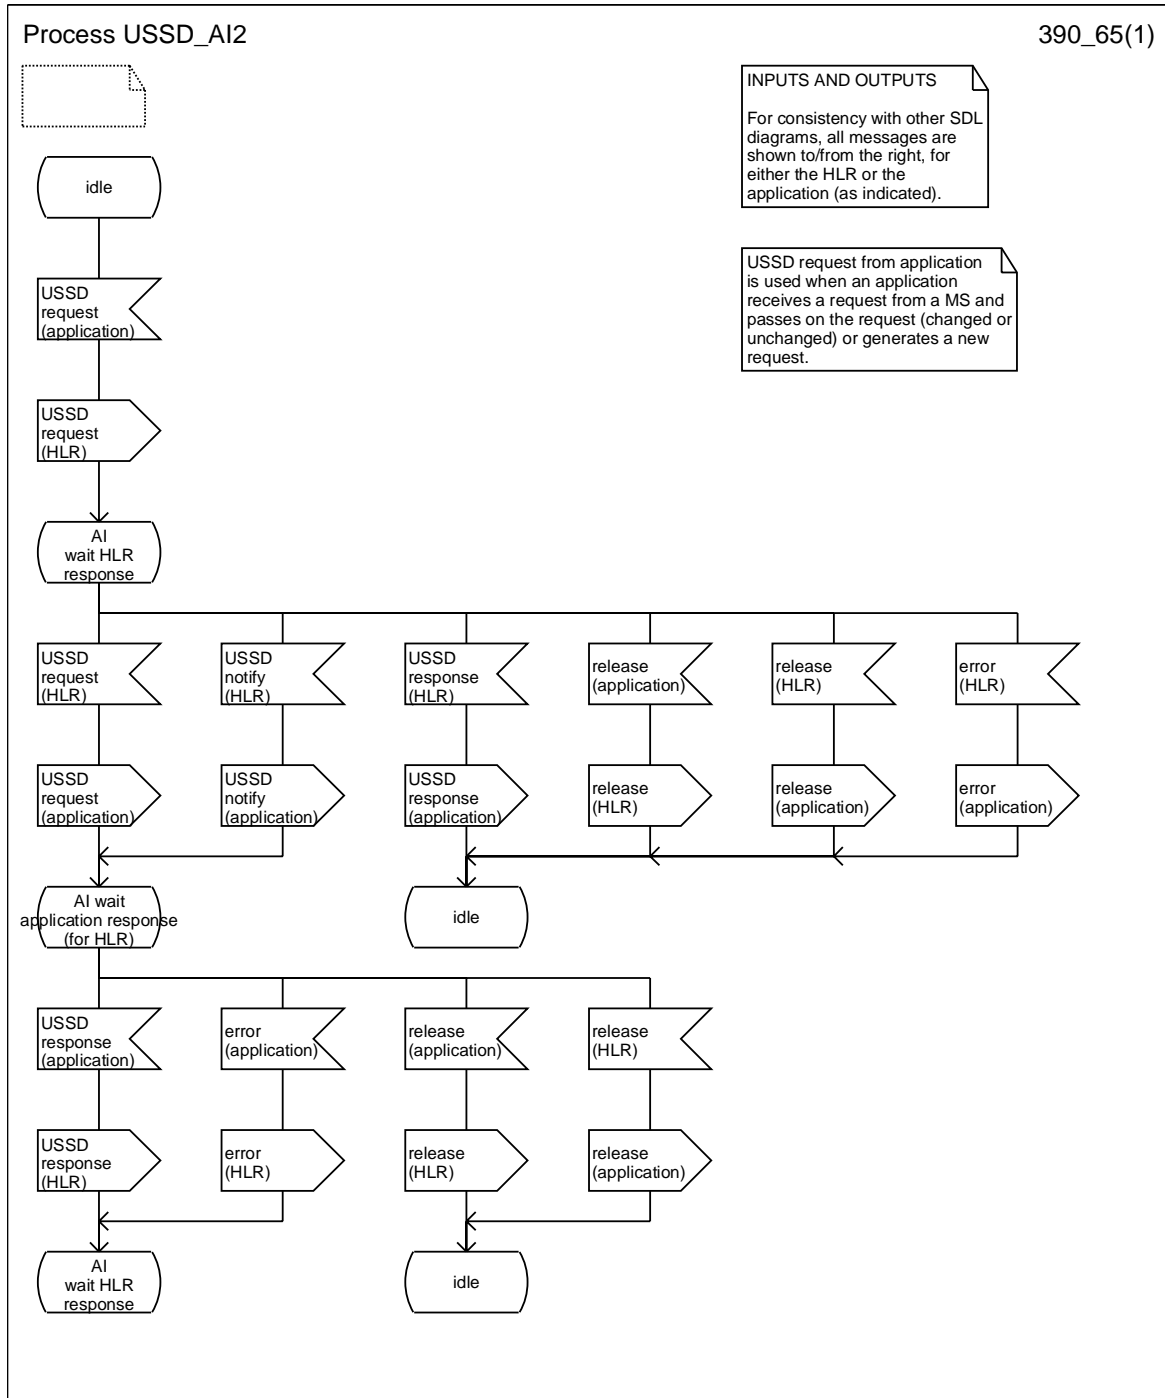 Process USSD_AI2
390_65(1)
INPUTS AND OUTPUTS
For consistency with other SDL
diagrams, all messages are
shown to/from the right, for
either the HLR or the
application (as indicated).
idle
USSD request from application
is used when an application
receives a request from a MS and
passes on the request (changed or
unchanged) or generates a new
request.
USSD
request
(application)
USSD
request
(HLR)
AI
wait HLR
response
USSD
request
(HLR)
USSD
notify
(HLR)
USSD
response
(HLR)
release
(application)
release
(HLR)
error
(HLR)
USSD
request
(application)
USSD
notify
(application)
USSD
response
(application)
release
(HLR)
release
(application)
error
(application)
AI wait
application response
(for HLR)
idle
USSD
response
(application)
error
(application)
release
(application)
release
(HLR)
USSD
response
(HLR)
error
(HLR)
release
(HLR)
release
(application)
AI
wait HLR
response
idle